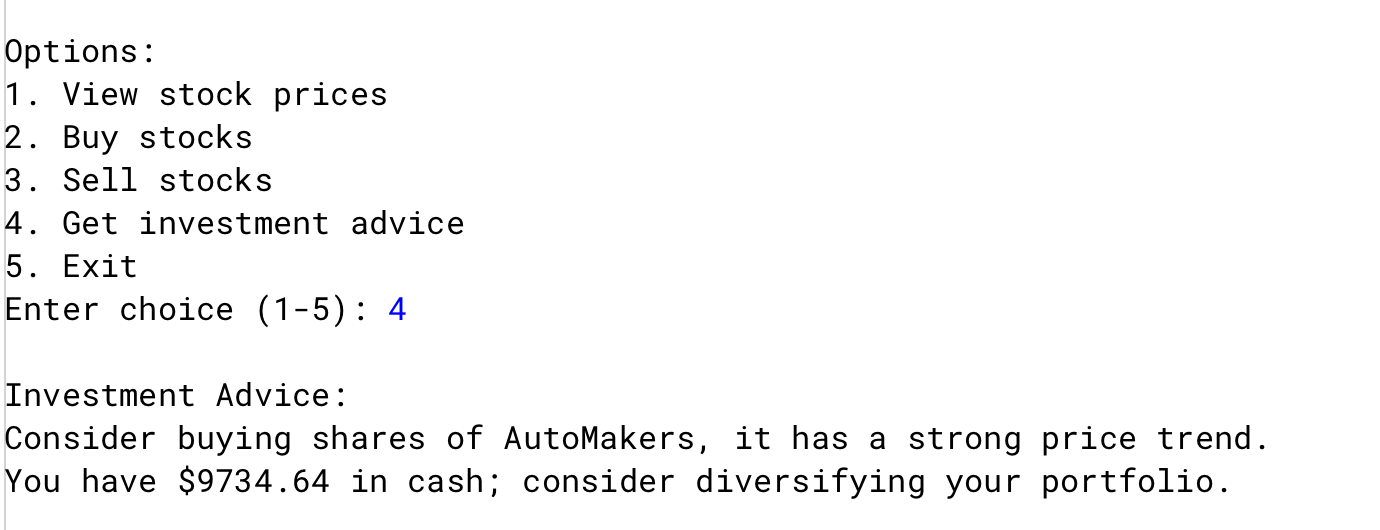 Options:
1. View stock prices
2. Buy stocks
3. Sell stocks
4. Get investment advice
5. Exit
Enter choice (1-5): 4
Investment Advice:
Consider buying shares of AutoMakers, it has a strong price trend.
You have $9734.64 in cash; consider diversifying your portfolio.